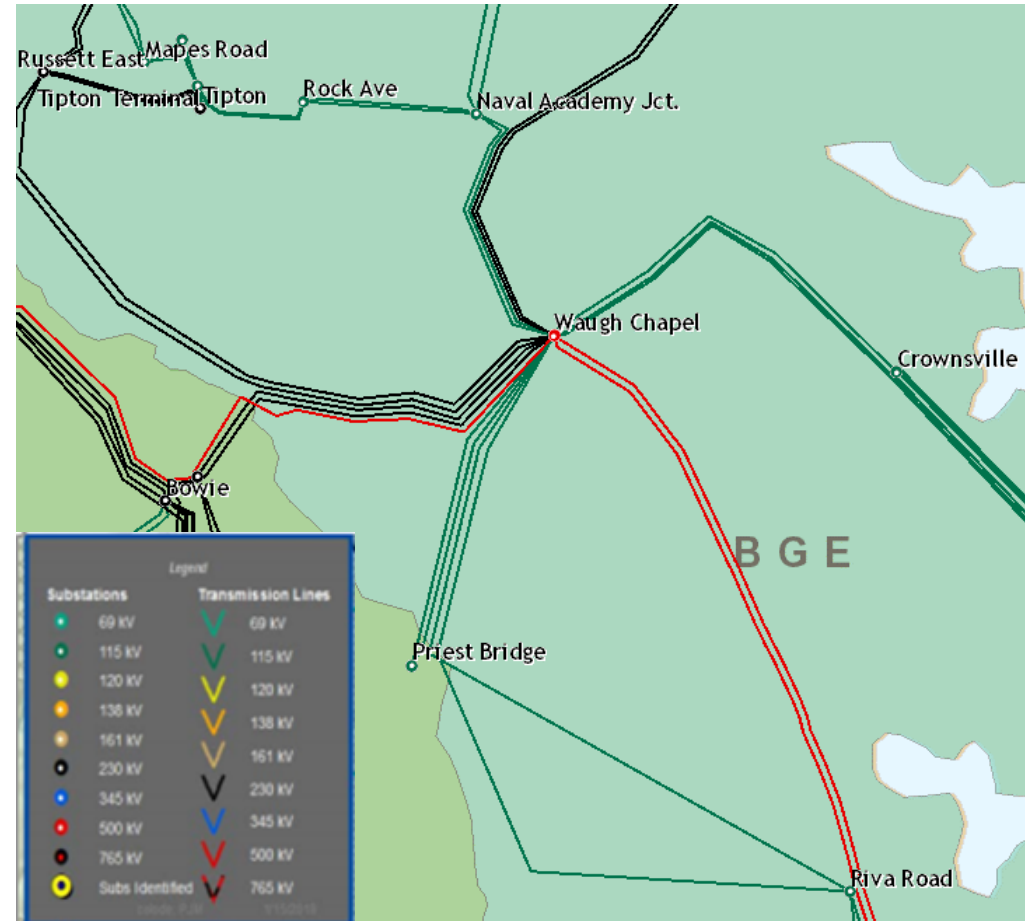 Mapes Road
Russett East
Tipton Terminal
Tipton
Rock Ave
Naval Academy Jct.
Waugh Chapel
Crownsville
Bowie
B G E
Priest Bridge
Riva Road
Legend
Substations
Transmission Lines
69 kV
69 kV
115 kV
115 kV
120 kV
120 kV
138 kV
138 kV
161 kV
161 kV
230 kV
230 kV
345 kV
345 kV
500 kV
500 kV
765 kV
Subs Identified
765 kV